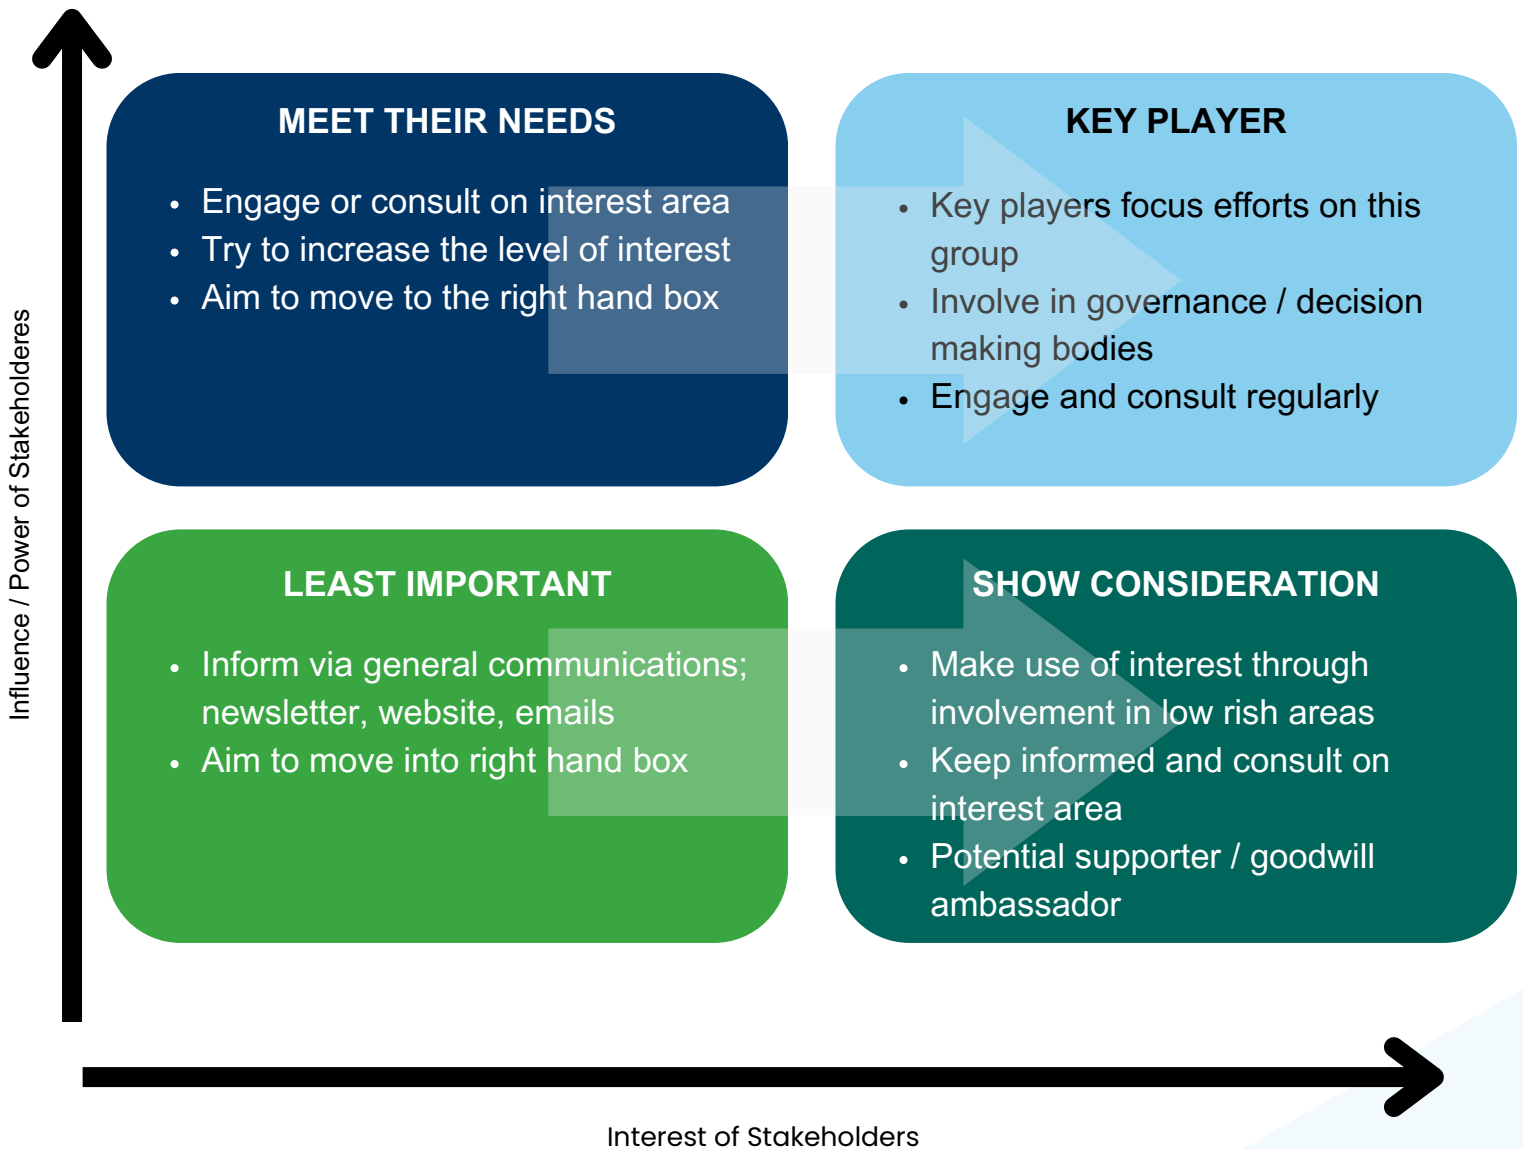 MEET THEIR NEEDS
• Engage or consult on interest area
• Try to increase the level of interest
• Aim to move to the right hand box
KEY PLAYER
• Key players focus efforts on this
group
• Involve in governance / decision
making bodies
• Engage and consult regularly
Influence / Power of Stakeholderes
LEAST IMPORTANT
• Inform via general communications;
newsletter, website, emails
• Aim to move into right hand box
SHOW CONSIDERATION
• Make use of interest through
involvement in low rish areas
• Keep informed and consult on
interest area
• Potential supporter / goodwill
ambassador
Interest of Stakeholders